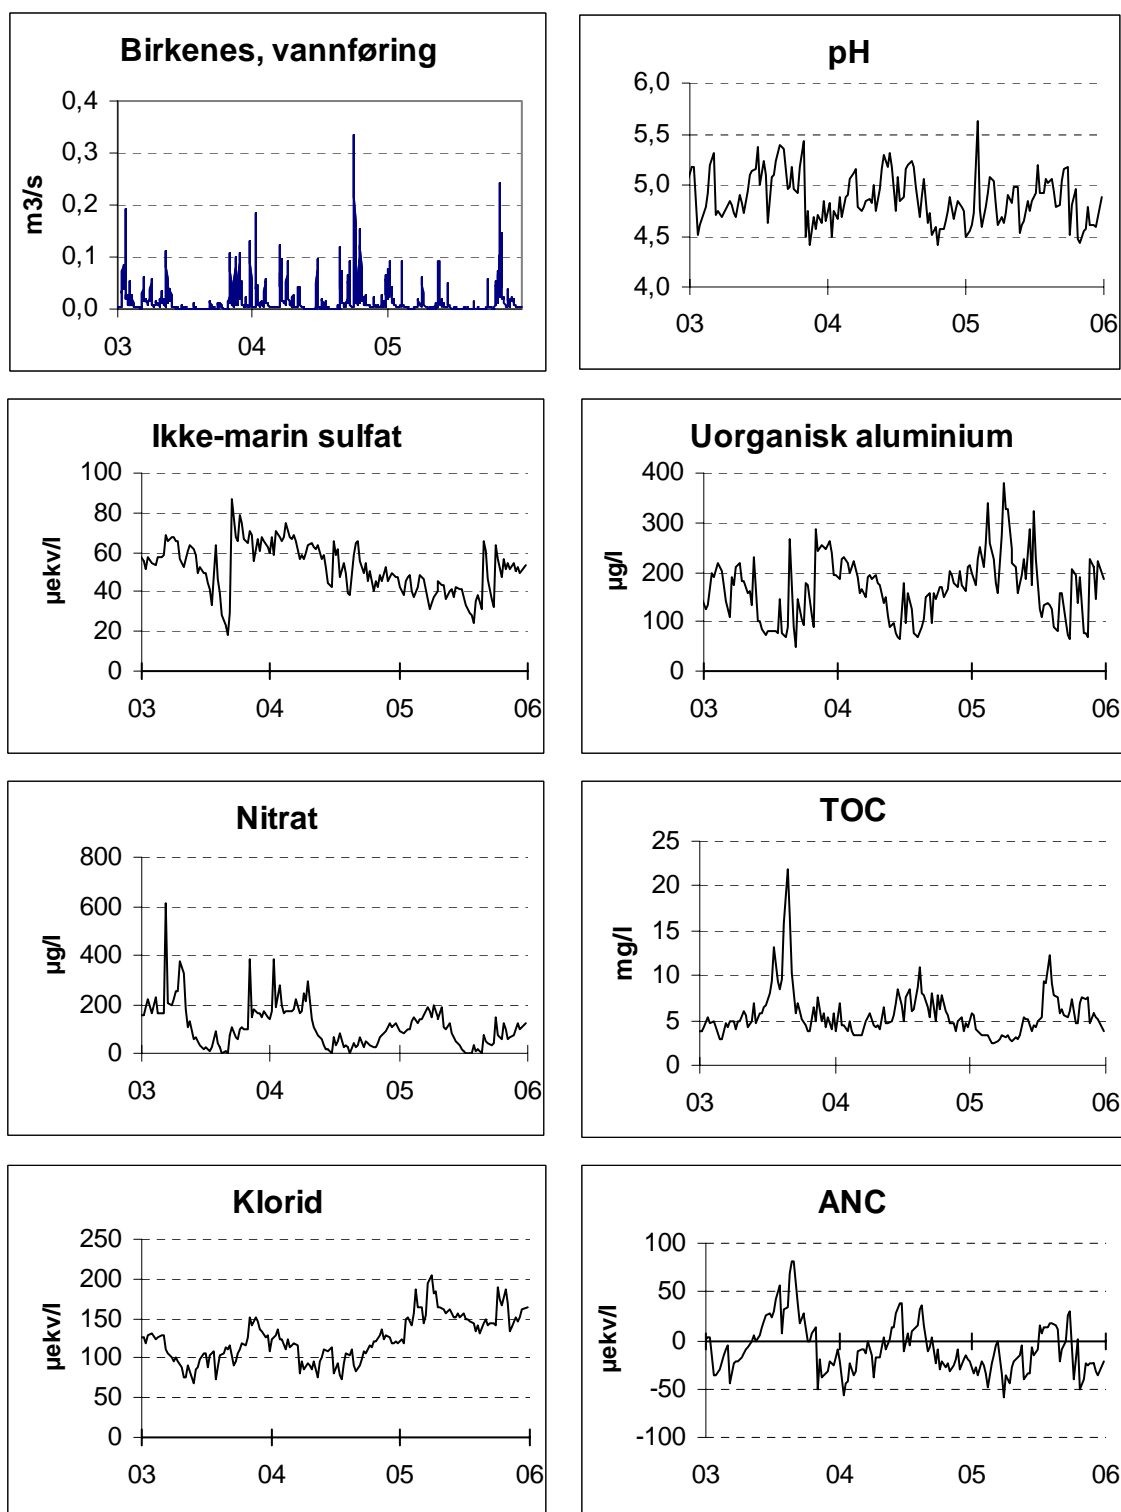 Birkenes, vannføring
0,4
0,3
0,2
0,1
0,0
m3/s
03 04 05
pH
6,0
5,5
5,0
4,5
4,0
03 04 05 06
Ikke-marin sulfat
100
80
60
40
20
0
µekv/l
03 04 05 06
Uorganisk aluminium
400
300
200
100
0
µg/l
03 04 05 06
Nitrat
800
600
400
200
0
µg/l
03 04 05 06
TOC
25
20
15
10
5
0
mg/l
03 04 05 06
Klorid
250
200
150
100
50
0
µekv/l
03 04 05 06
ANC
100
50
0
-50
-100
µekv/l
03 04 05 06